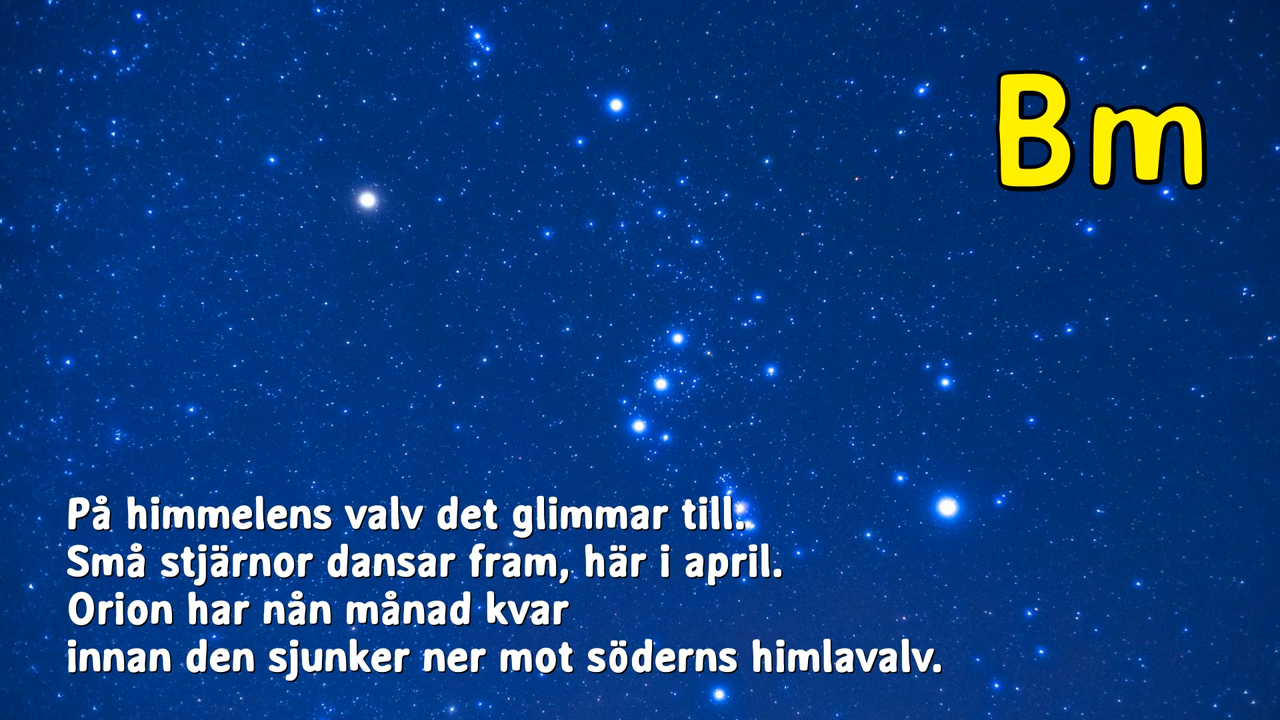 Bm
På himmelens valv det glimmar till.
Små stjärnor dansar fram, här i april.
Orion har nån månad kvar
innan den sjunker ner mot söderns himlavalv.